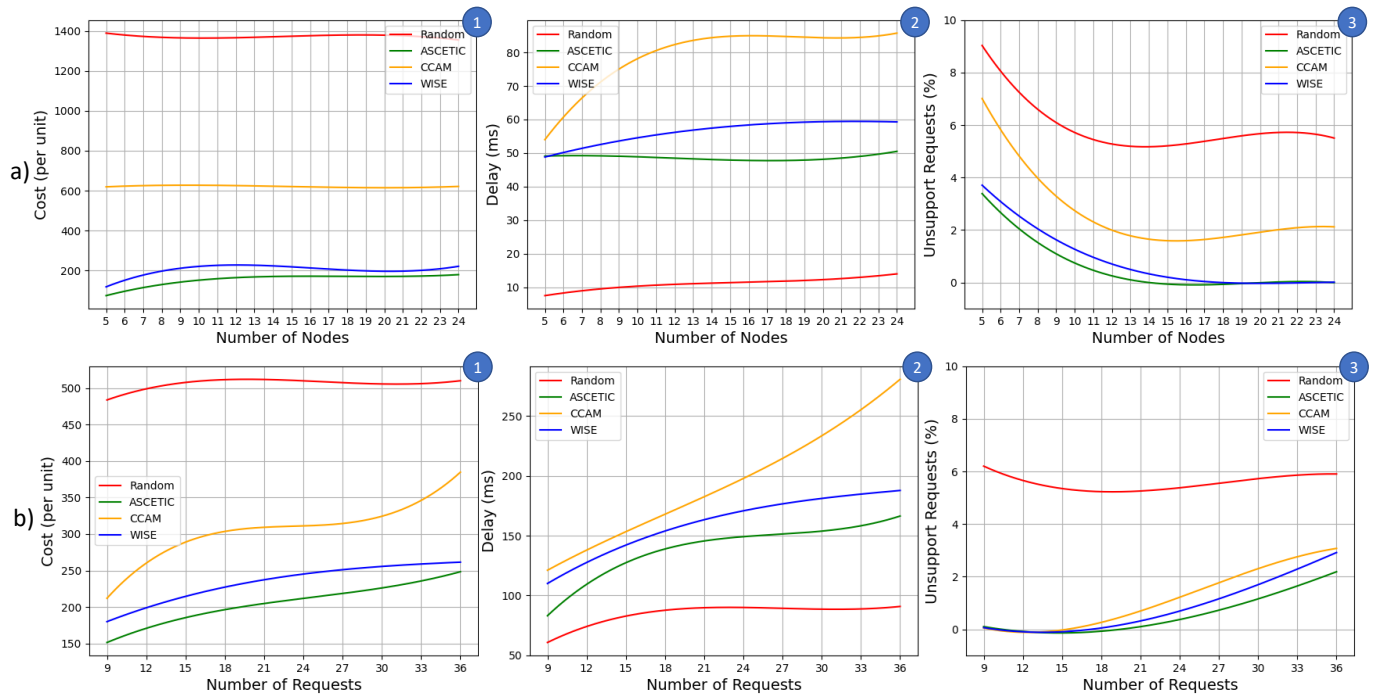 a)
1
Cost (per unit)
1400
1200
1000
800
600
400
200
5 6 7 8 9 10 11 12 13 14 15 16 17 18 19 20 21 22 23 24
Number of Nodes
Random
ASCETIC
CCAM
WISE
2
Delay (ms)
80
70
60
50
40
30
20
10
5 6 7 8 9 10 11 12 13 14 15 16 17 18 19 20 21 22 23 24
Number of Nodes
Random
ASCETIC
CCAM
WISE
3
Unsupport Requests (%)
10
8
6
4
2
0
5 6 7 8 9 10 11 12 13 14 15 16 17 18 19 20 21 22 23 24
Number of Nodes
Random
ASCETIC
CCAM
WISE
b)
1
Cost (per unit)
500
450
400
350
300
250
200
150
9 12 15 18 21 24 27 30 33 36
Number of Requests
Random
ASCETIC
CCAM
WISE
2
Delay (ms)
250
200
150
100
50
9 12 15 18 21 24 27 30 33 36
Number of Requests
Random
ASCETIC
CCAM
WISE
3
Unsupport Requests (%)
10
8
6
4
2
0
9 12 15 18 21 24 27 30 33 36
Number of Requests
Random
ASCETIC
CCAM
WISE